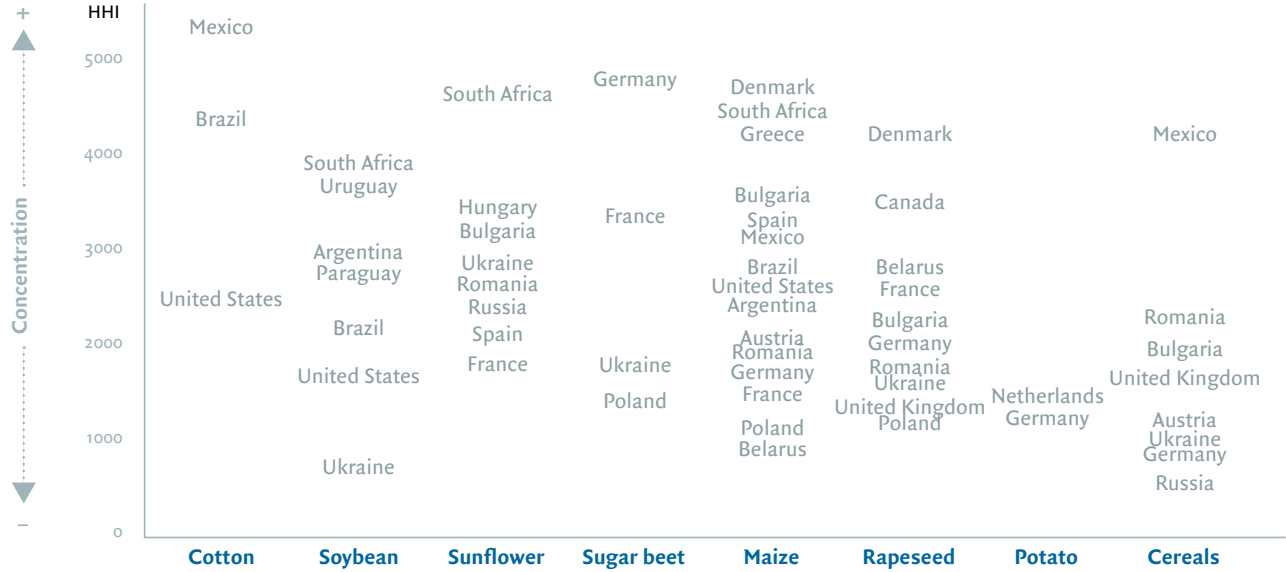 +
HHI
5000
4000
3000
2000
1000
0
–
Concentration
Mexico
Brazil
United States
Cotton
South Africa
Uruguay
Argentina
Paraguay
Brazil
United States
Ukraine
Soybean
South Africa
Hungary
Bulgaria
Ukraine
Romania
Russia
Spain
France
Sunflower
Germany
France
Ukraine
Poland
Sugar beet
Denmark
South Africa
Greece
Bulgaria
Spain
Mexico
Brazil
United States
Argentina
Austria
Romania
Germany
France
Poland
Belarus
Maize
Denmark
Canada
Belarus
France
Bulgaria
Germany
Romania
Ukraine
United Kingdom
Poland
Rapeseed
Netherlands
Germany
Potato
Mexico
Romania
Bulgaria
United Kingdom
Austria
Ukraine
Germany
Russia
Cereals